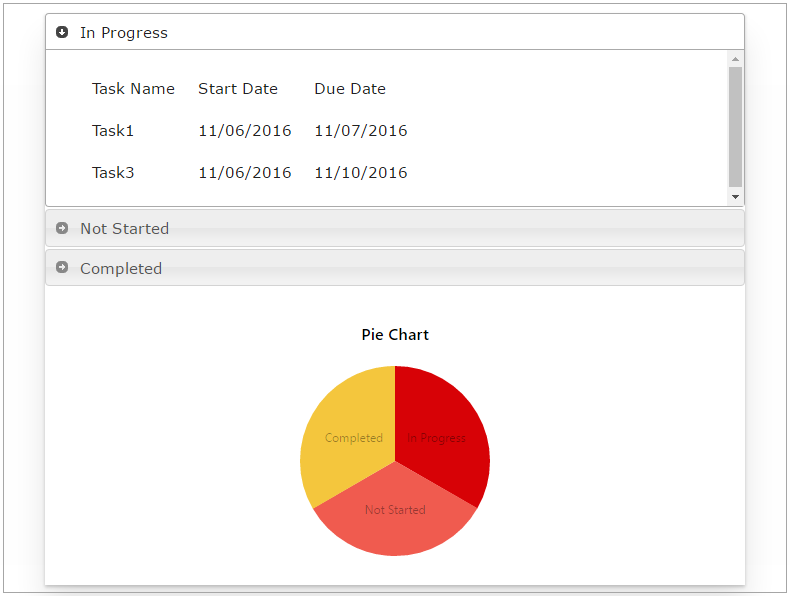 In Progress
Task Name Start Date Due Date
Task1 11/06/2016 11/07/2016
Task3 11/06/2016 11/10/2016
Not Started
Completed
Pie Chart
Completed In Progress
Not Started